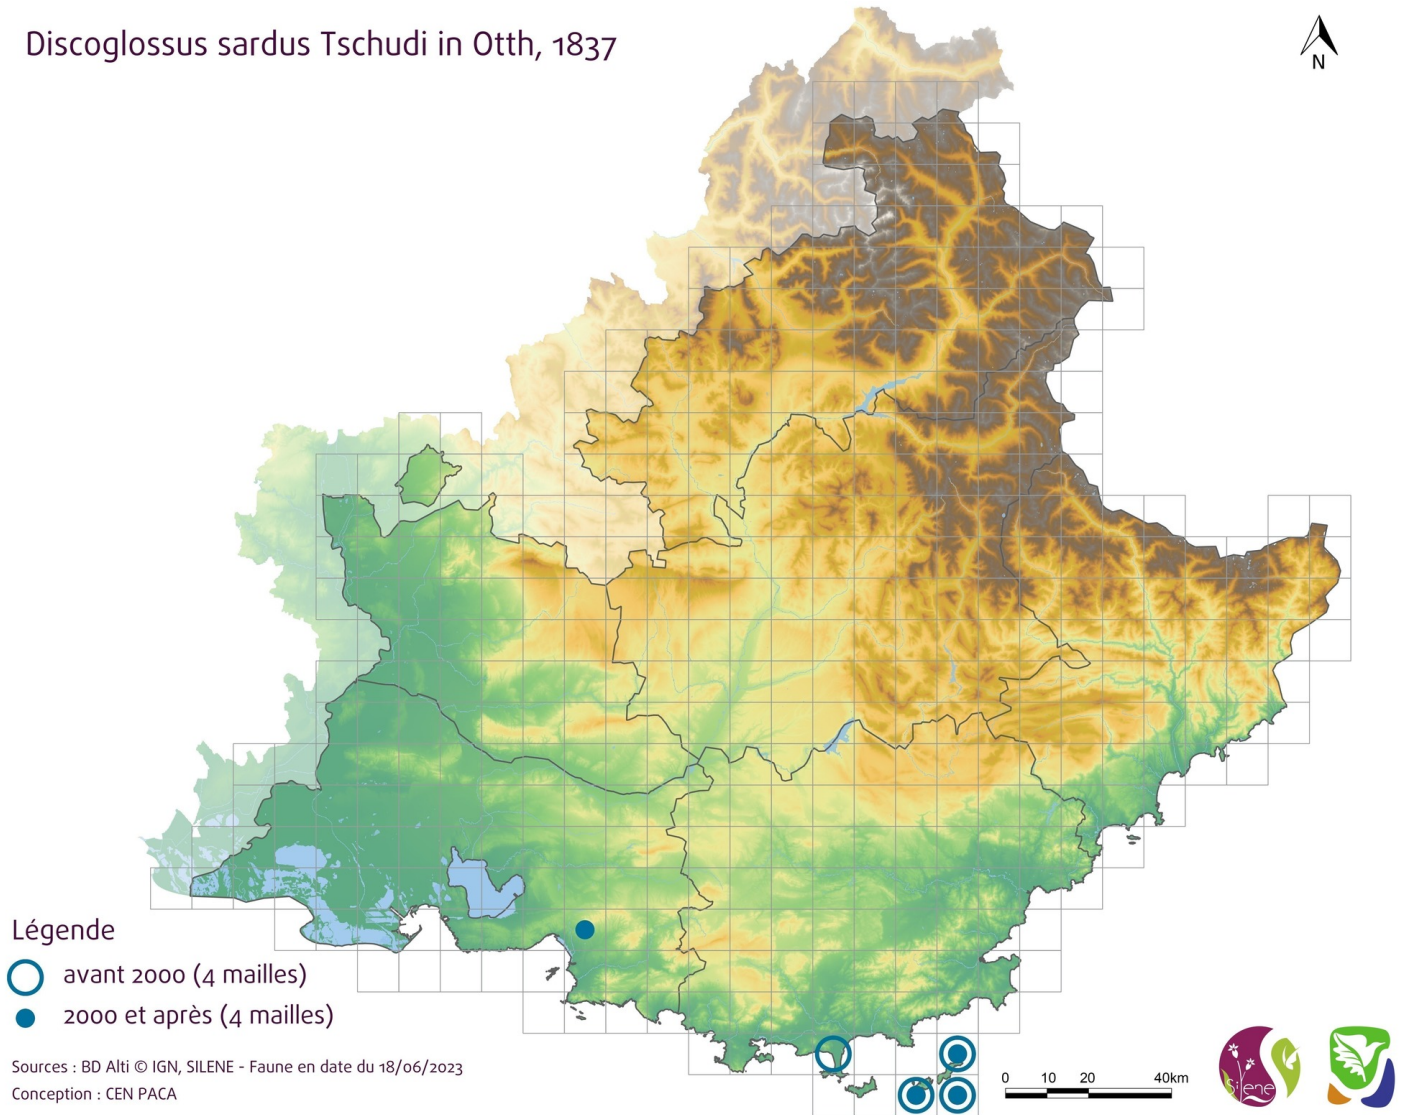 Discoglossus sardus Tschudi in Otth, 1837
N
Légende
avant 2000 (4 mailles)
2000 et après (4 mailles)
Sources : BD Alti © IGN, SILENE - Faune en date du 18/06/2023
Conception : CEN PACA
0 10 20 40km
Silene